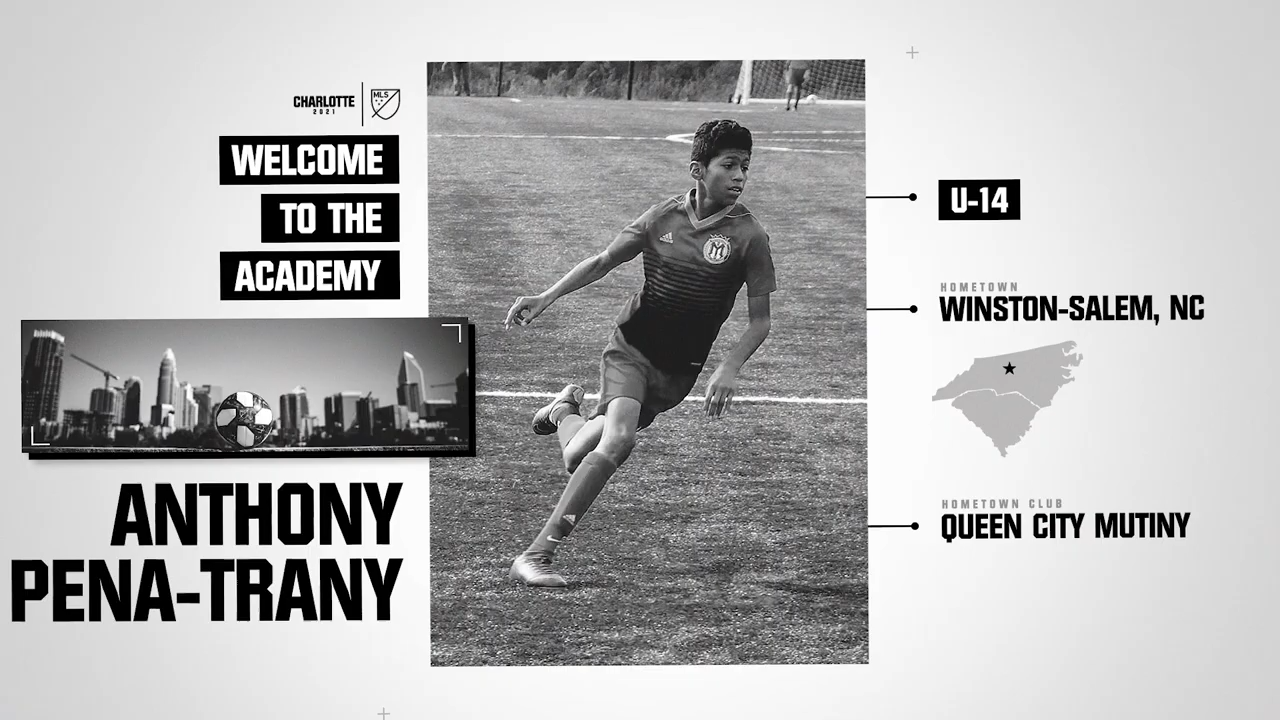 CHARLOTTE
2021
MLS
WELCOME
TO THE
ACADEMY
ANTHONY
PENA-TRANY
M
U-14
HOMETOWN
WINSTON-SALEM, NC
HOMETOWN CLUB
QUEEN CITY MUTINY